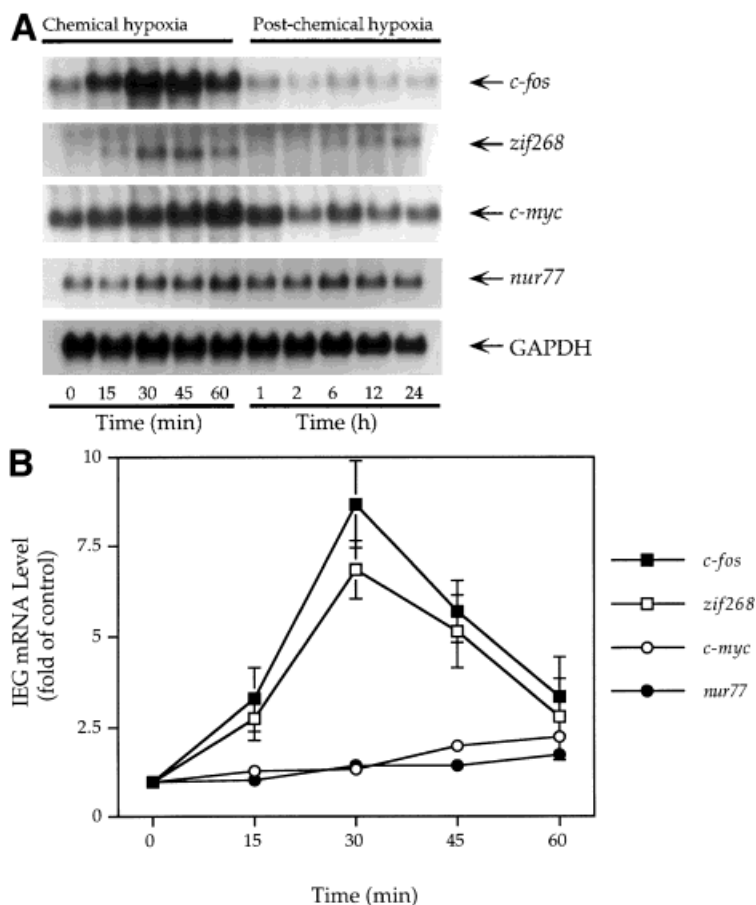 A
Chemical hypoxia Post-chemical hypoxia
c-fos
zif268
c-myc
nur77
GAPDH
0 15 30 45 60 1 2 6 12 24
Time (min) Time (h)
B
10
7.5
5
2.5
0
IEG mRNA Level
(fold of control)
c-fos
zif268
c-myc
nur77
0 15 30 45 60
Time (min)